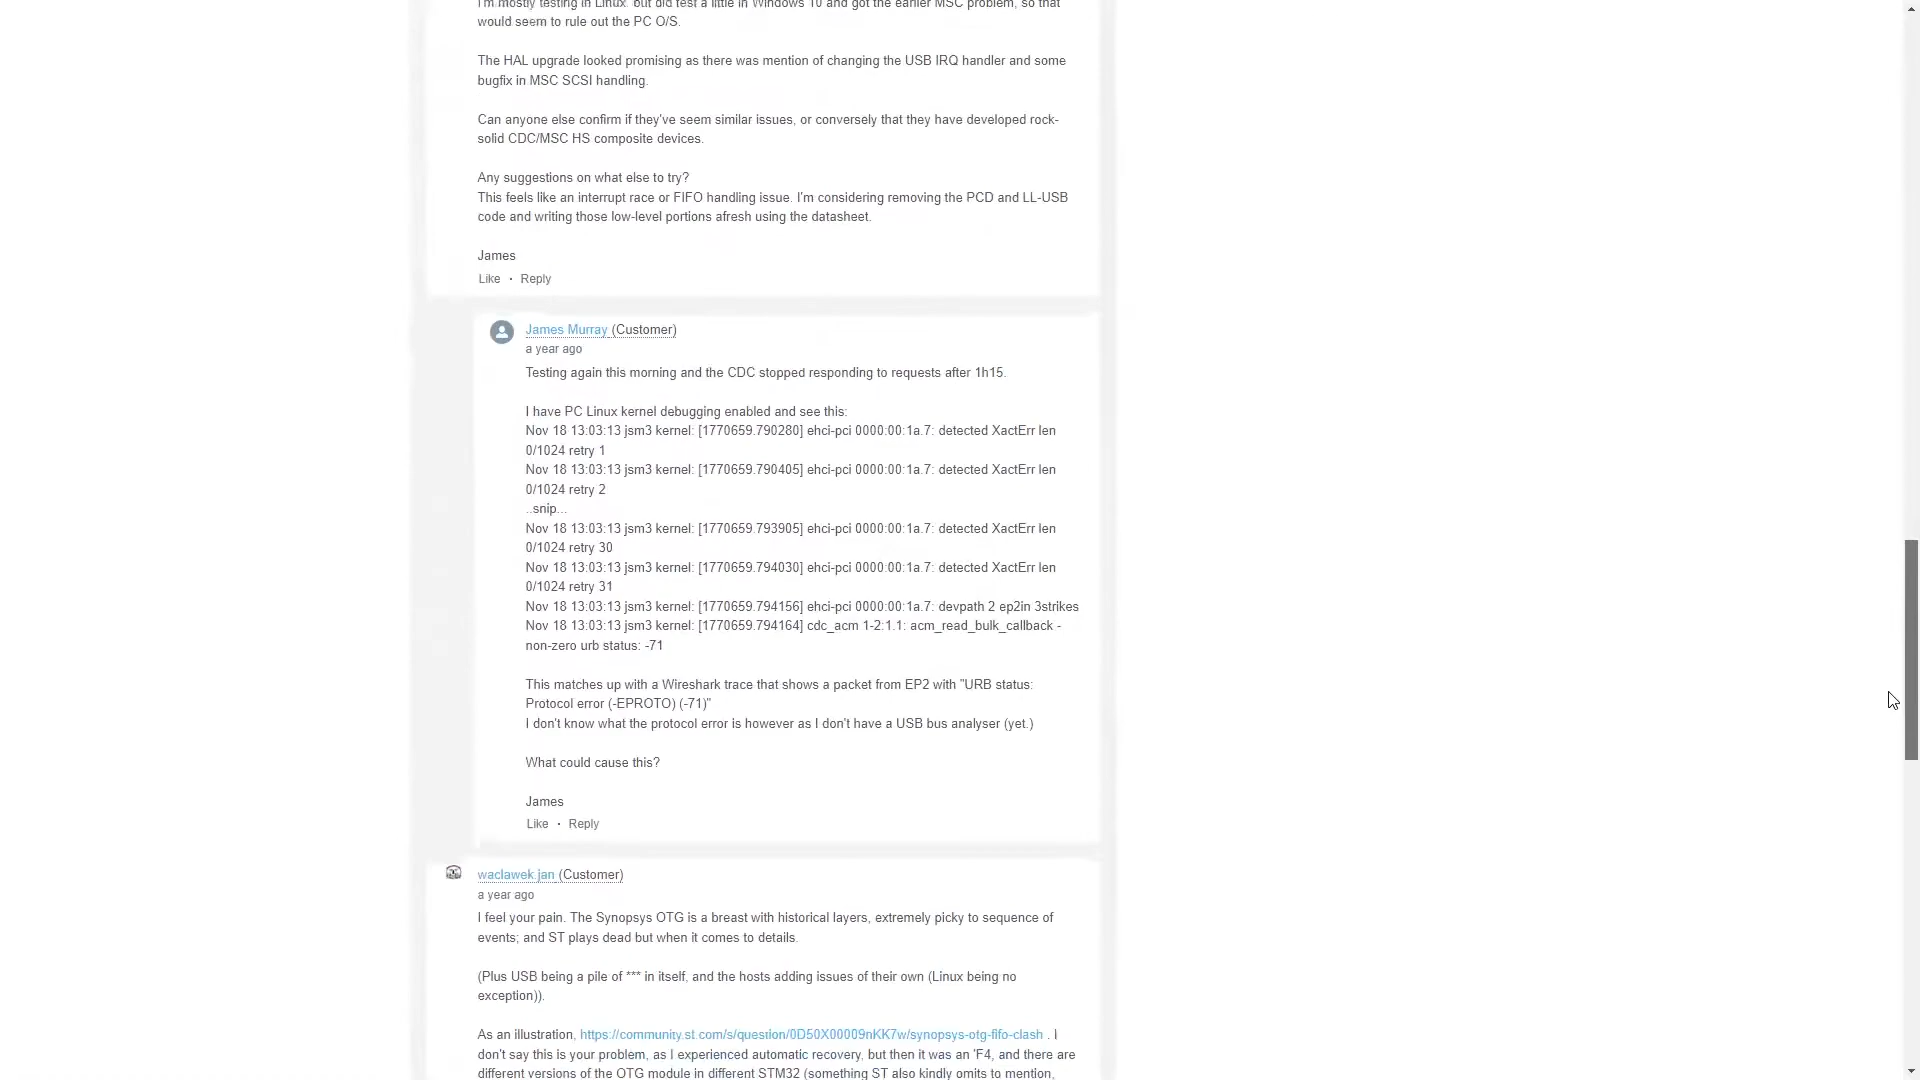 I'm mostly testing in Linux, but did test a little in Windows 10 and got the earlier MSC problem, so that
would seem to rule out the PC O/S.
The HAL upgrade looked promising as there was mention of changing the USB IRQ handler and some
bugfix in MSC SCSI handling.
Can anyone else confirm if they've seem similar issues, or conversely that they have developed rock-
solid CDC/MSC HS composite devices.
Any suggestions on what else to try?
This feels like an interrupt race or FIFO handling issue. I'm considering removing the PCD and LL-USB
code and writing those low-level portions afresh using the datasheet.
James
Like · Reply
James Murray (Customer)
a year ago
Testing again this morning and the CDC stopped responding to requests after 1h15.
I have PC Linux kernel debugging enabled and see this:
Nov 18 13:03:13 jsm3 kernel: [1770659.790280] ehci-pci 0000:00:1a.7: detected XactErr len
0/1024 retry 1
Nov 18 13:03:13 jsm3 kernel: [1770659.790405] ehci-pci 0000:00:1a.7: detected XactErr len
0/1024 retry 2
..snip...
Nov 18 13:03:13 jsm3 kernel: [1770659.793905] ehci-pci 0000:00:1a.7: detected XactErr len
0/1024 retry 30
Nov 18 13:03:13 jsm3 kernel: [1770659.794030] ehci-pci 0000:00:1a.7: detected XactErr len
0/1024 retry 31
Nov 18 13:03:13 jsm3 kernel: [1770659.794156] ehci-pci 0000:00:1a.7: devpath 2 ep2in 3strikes
Nov 18 13:03:13 jsm3 kernel: [1770659.794164] cdc_acm 1-2:1.1: acm_read_bulk_callback -
non-zero urb status: -71
This matches up with a Wireshark trace that shows a packet from EP2 with "URB status:
Protocol error (-EPROTO) (-71)"
I don't know what the protocol error is however as I don't have a USB bus analyser (yet.)
What could cause this?
James
Like · Reply
waclawek.jan (Customer)
a year ago
I feel your pain. The Synopsys OTG is a breast with historical layers, extremely picky to sequence of
events; and ST plays dead but when it comes to details.
(Plus USB being a pile of *** in itself, and the hosts adding issues of their own (Linux being no
exception)).
As an illustration, https://community.st.com/s/question/0D50X00009nKK7w/synopsys-otg-fifo-clash . I
don't say this is your problem, as I experienced automatic recovery, but then it was an 'F4, and there are
different versions of the OTG module in different STM32 (something ST also kindly omits to mention,